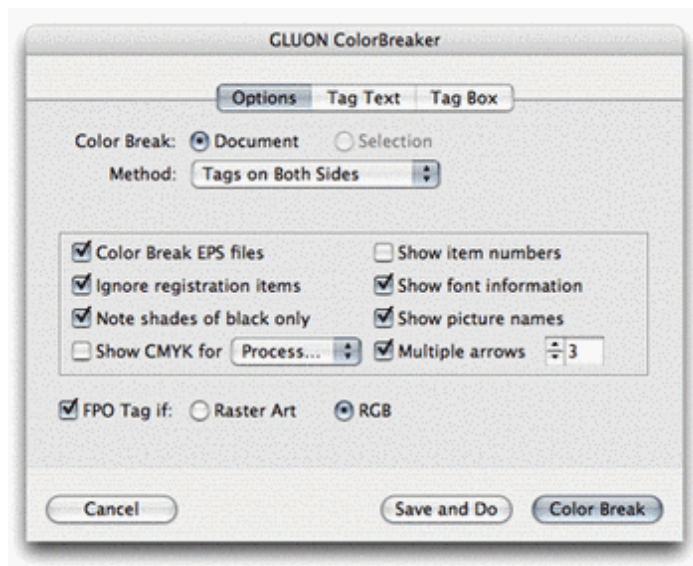 GLUON ColorBreaker
Options Tag Text Tag Box
Color Break: Document Selection
Method: Tags on Both Sides
Color Break EPS files Show item numbers
Ignore registration items Show font information
Note shades of black only Show picture names
Show CMYK for Process... Multiple arrows 3
FPO Tag if: Raster Art RGB
Cancel Save and Do Color Break